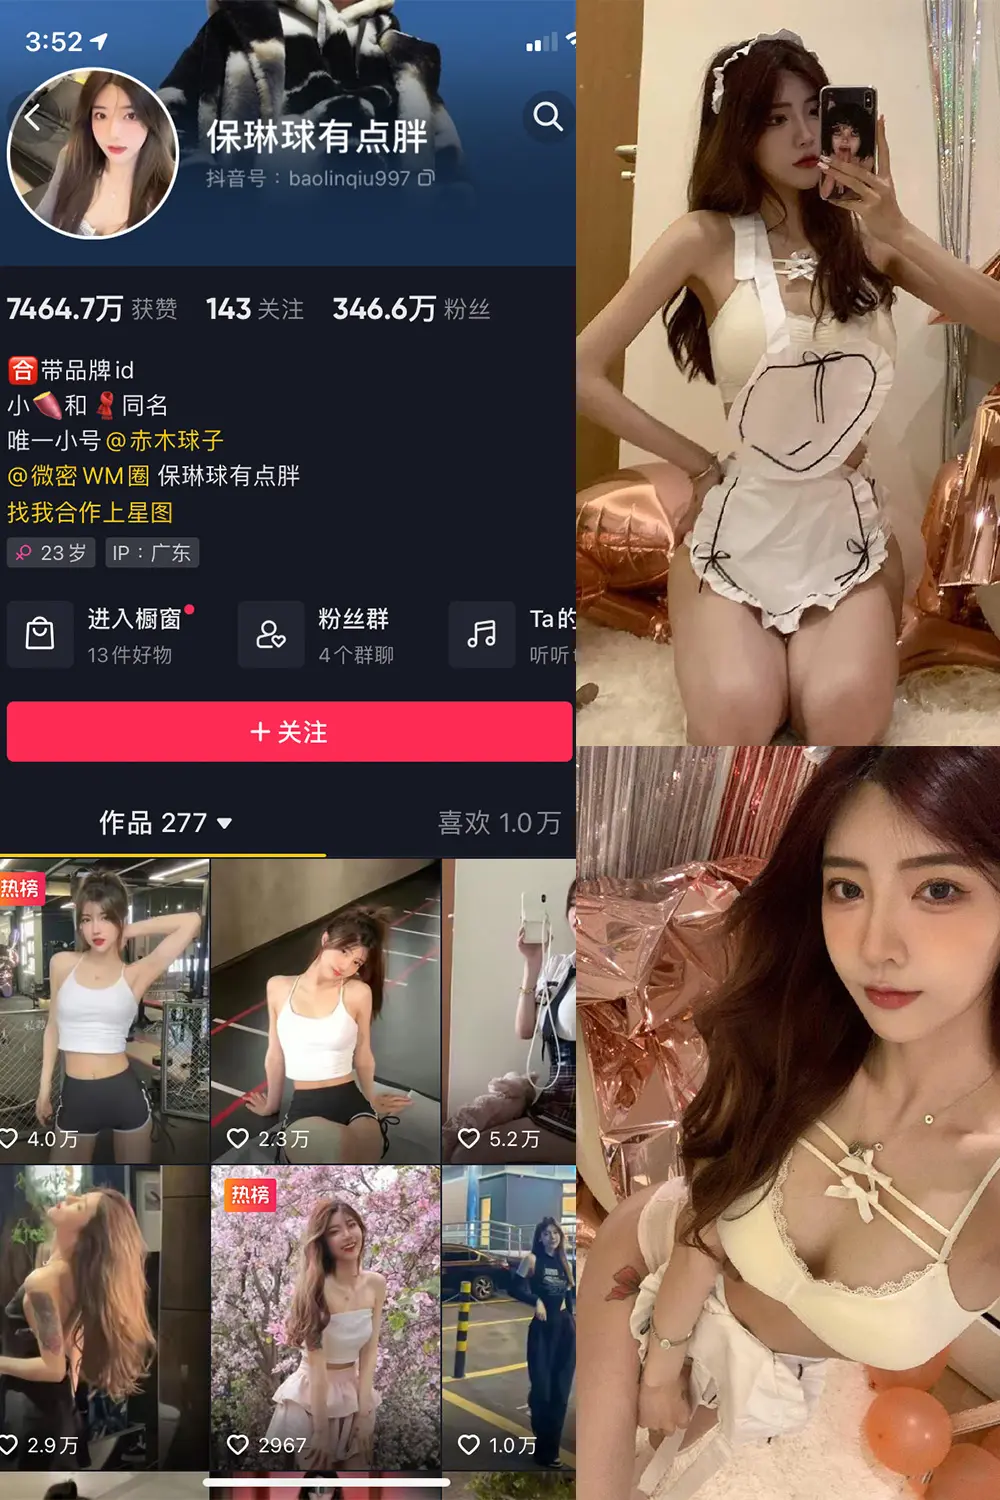 3:52
保琳球有点胖
抖音号：baolinqiu997
7464.7万 获赞 143 关注 346.6万 粉丝
合带品牌id
小🍠和🧣同名
唯一小号@赤木球子
@微密WM圈 保琳球有点胖
找我合作上星图
23岁 IP：广东
进入橱窗
13件好物
粉丝群
4个群聊
Ta的
听听
+ 关注
作品 277
喜欢 1.0万
热榜
4.0万
2.3万
5.2万
热榜
2.9万
2967
1.0万